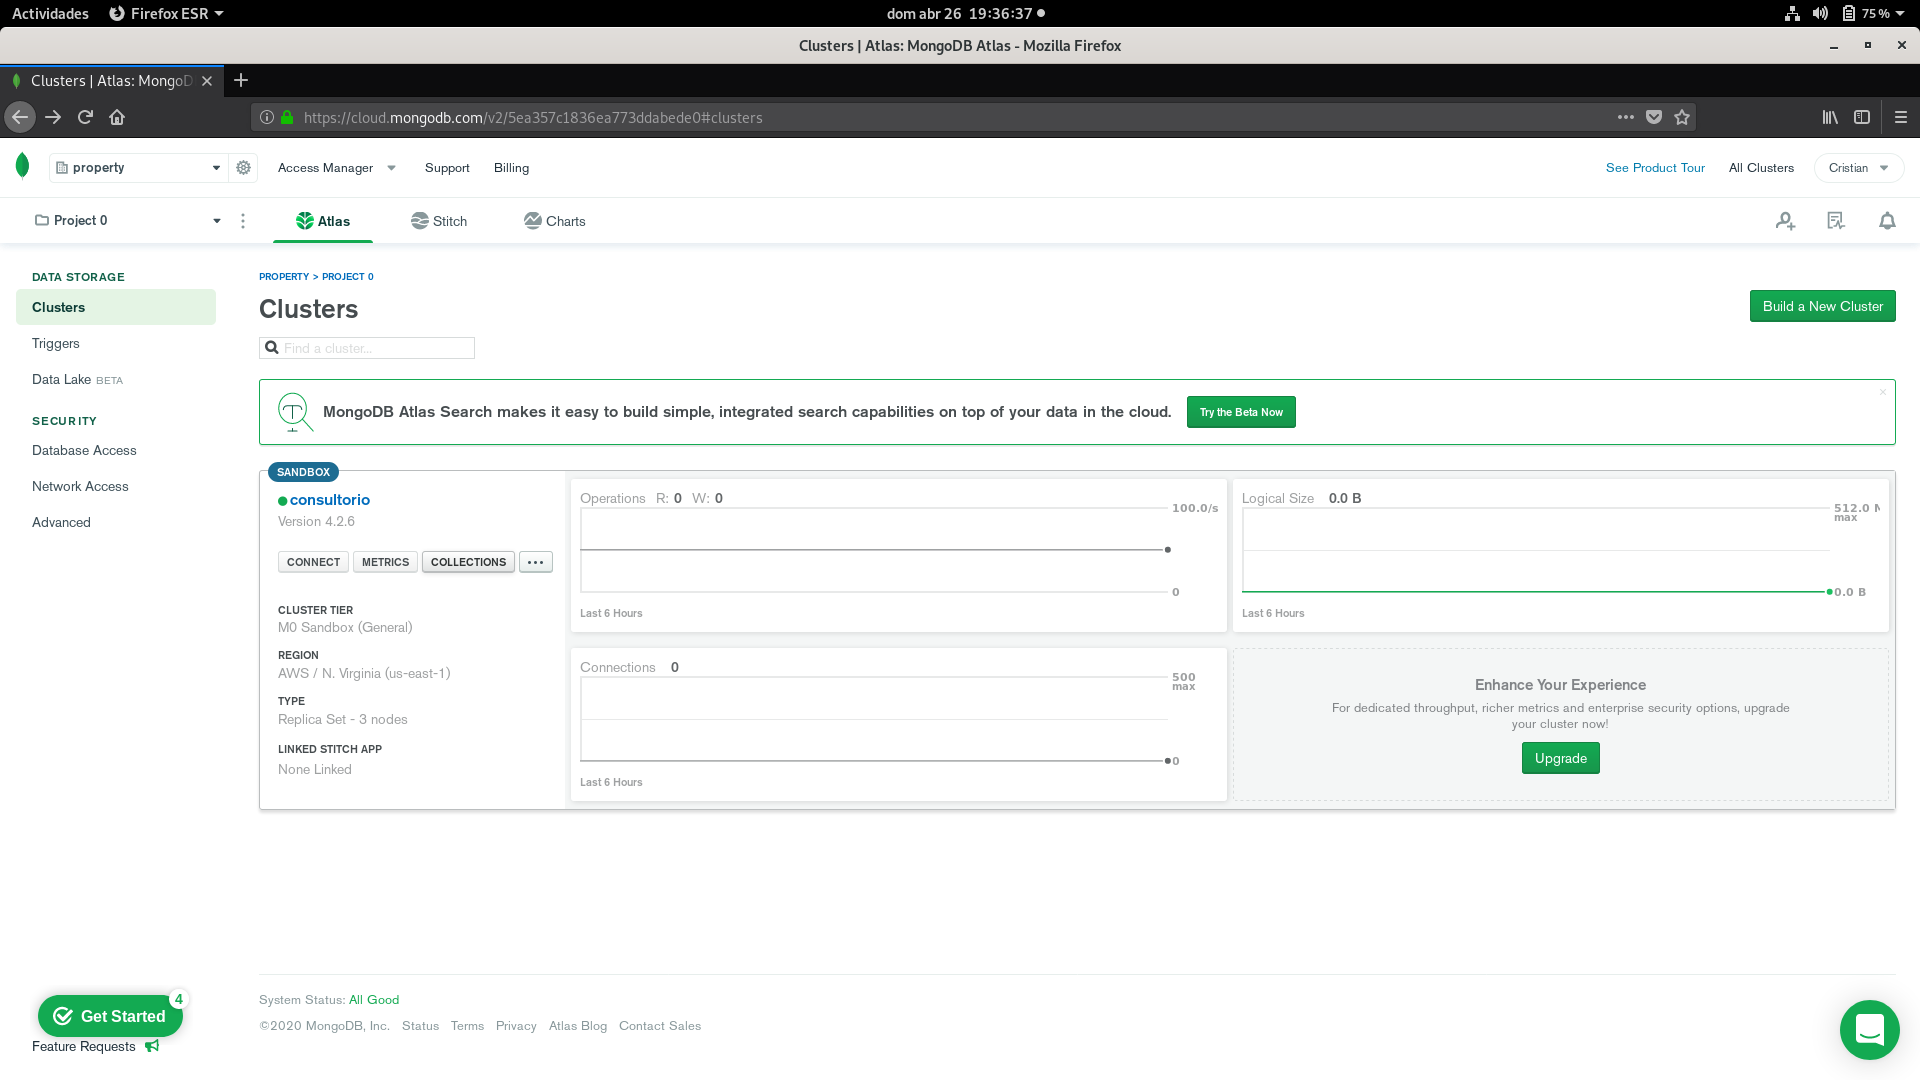 Actividades Firefox ESR dom abr 26 19:36:37 75 %
Clusters | Atlas: MongoDB Atlas - Mozilla Firefox
Clusters | Atlas: MongoD
https://cloud.mongodb.com/v2/5ea357c1836ea773ddabede0#clusters
property Access Manager Support Billing See Product Tour All Clusters Cristian
Project 0 Atlas Stitch Charts
DATA STORAGE
Clusters
Triggers
Data Lake BETA
SECURITY
Database Access
Network Access
Advanced
PROPERTY > PROJECT 0
Clusters
Build a New Cluster
Find a cluster...
MongoDB Atlas Search makes it easy to build simple, integrated search capabilities on top of your data in the cloud. Try the Beta Now
SANDBOX
consultorio
Version 4.2.6
CONNECT METRICS COLLECTIONS
CLUSTER TIER
M0 Sandbox (General)
REGION
AWS / N. Virginia (us-east-1)
TYPE
Replica Set - 3 nodes
LINKED STITCH APP
None Linked
Operations R: 0 W: 0
100.0/s
0
Last 6 Hours
Logical Size 0.0 B
512.0 M
max
0.0 B
Last 6 Hours
Connections 0
500
max
0
Last 6 Hours
Enhance Your Experience
For dedicated throughput, richer metrics and enterprise security options, upgrade
your cluster now!
Upgrade
System Status: All Good
©2020 MongoDB, Inc. Status Terms Privacy Atlas Blog Contact Sales
Get Started 4
Feature Requests